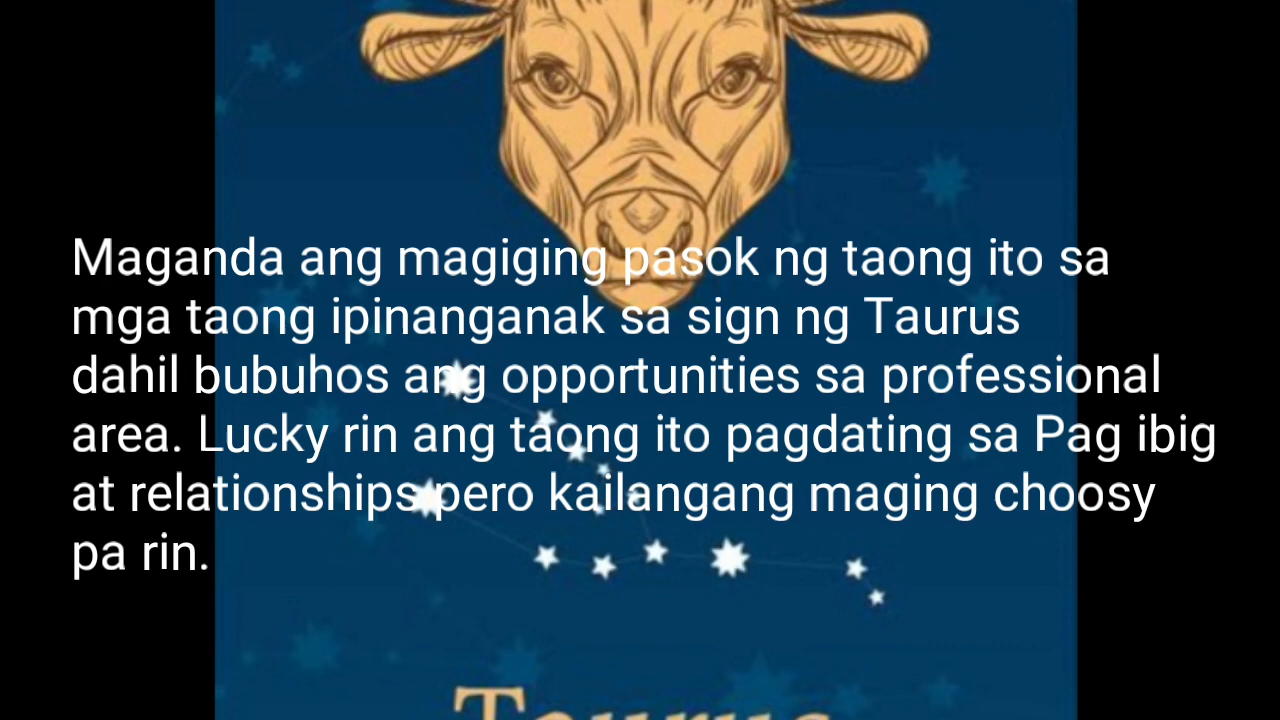 Maganda ang magiging pasok ng taong ito sa
mga taong ipinanganak sa sign ng Taurus
dahil bubuhos ang opportunities sa professional
area. Lucky rin ang taong ito pagdating sa Pag ibig
at relationships pero kailangang maging choosy
pa rin.
Taurus